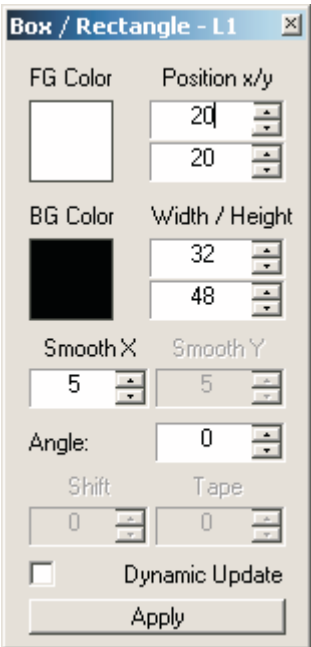 Box / Rectangle - L1
FG Color Position x/y
20
20
BG Color Width / Height
32
48
Smooth X Smooth Y
5 5
Angle: 0
Shift Tape
0 0
Dynamic Update
Apply